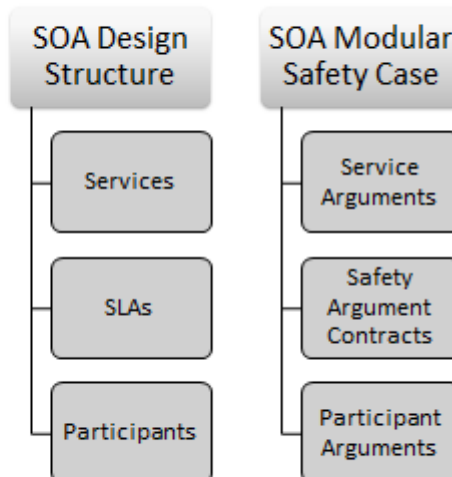 SOA Design
Structure
Services
SLAs
Participants
SOA Modular
Safety Case
Service
Arguments
Safety
Argument
Contracts
Participant
Arguments